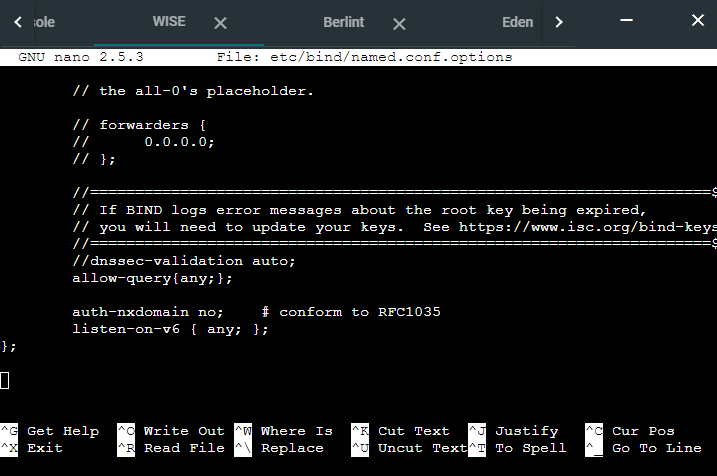 sole WISE Berlint Eden
GNU nano 2.5.3 File: etc/bind/named.conf.options
// the all-0's placeholder.
// forwarders {
// 0.0.0.0;
// };
//=====================================================================$
// If BIND logs error messages about the root key being expired,
// you will need to update your keys. See https://www.isc.org/bind-keys
//=====================================================================$
//dnssec-validation auto;
allow-query{any;};
auth-nxdomain no; # conform to RFC1035
listen-on-v6 { any; };
};
^G Get Help ^O Write Out ^W Where Is ^K Cut Text ^J Justify ^C Cur Pos
^X Exit ^R Read File ^\ Replace ^U Uncut Text ^T To Spell ^_ Go To Line